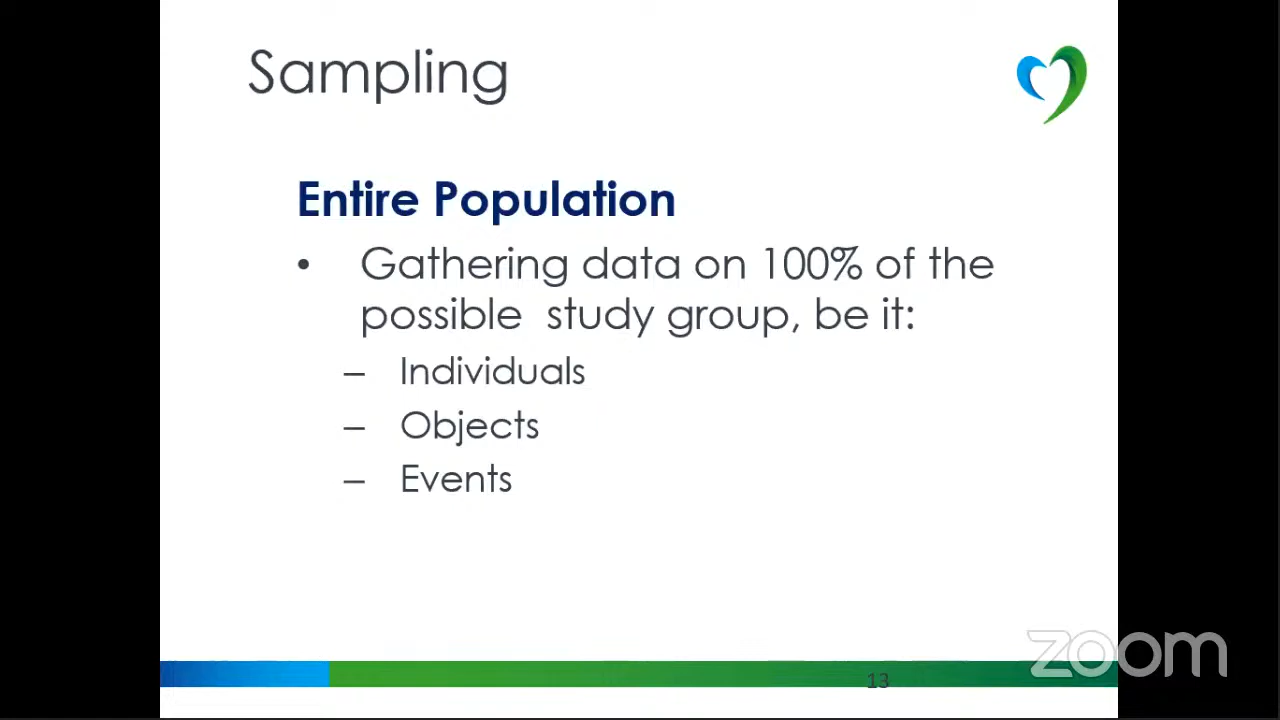 Sampling
Entire Population
• Gathering data on 100% of the
possible study group, be it:
– Individuals
– Objects
– Events
13
zoom